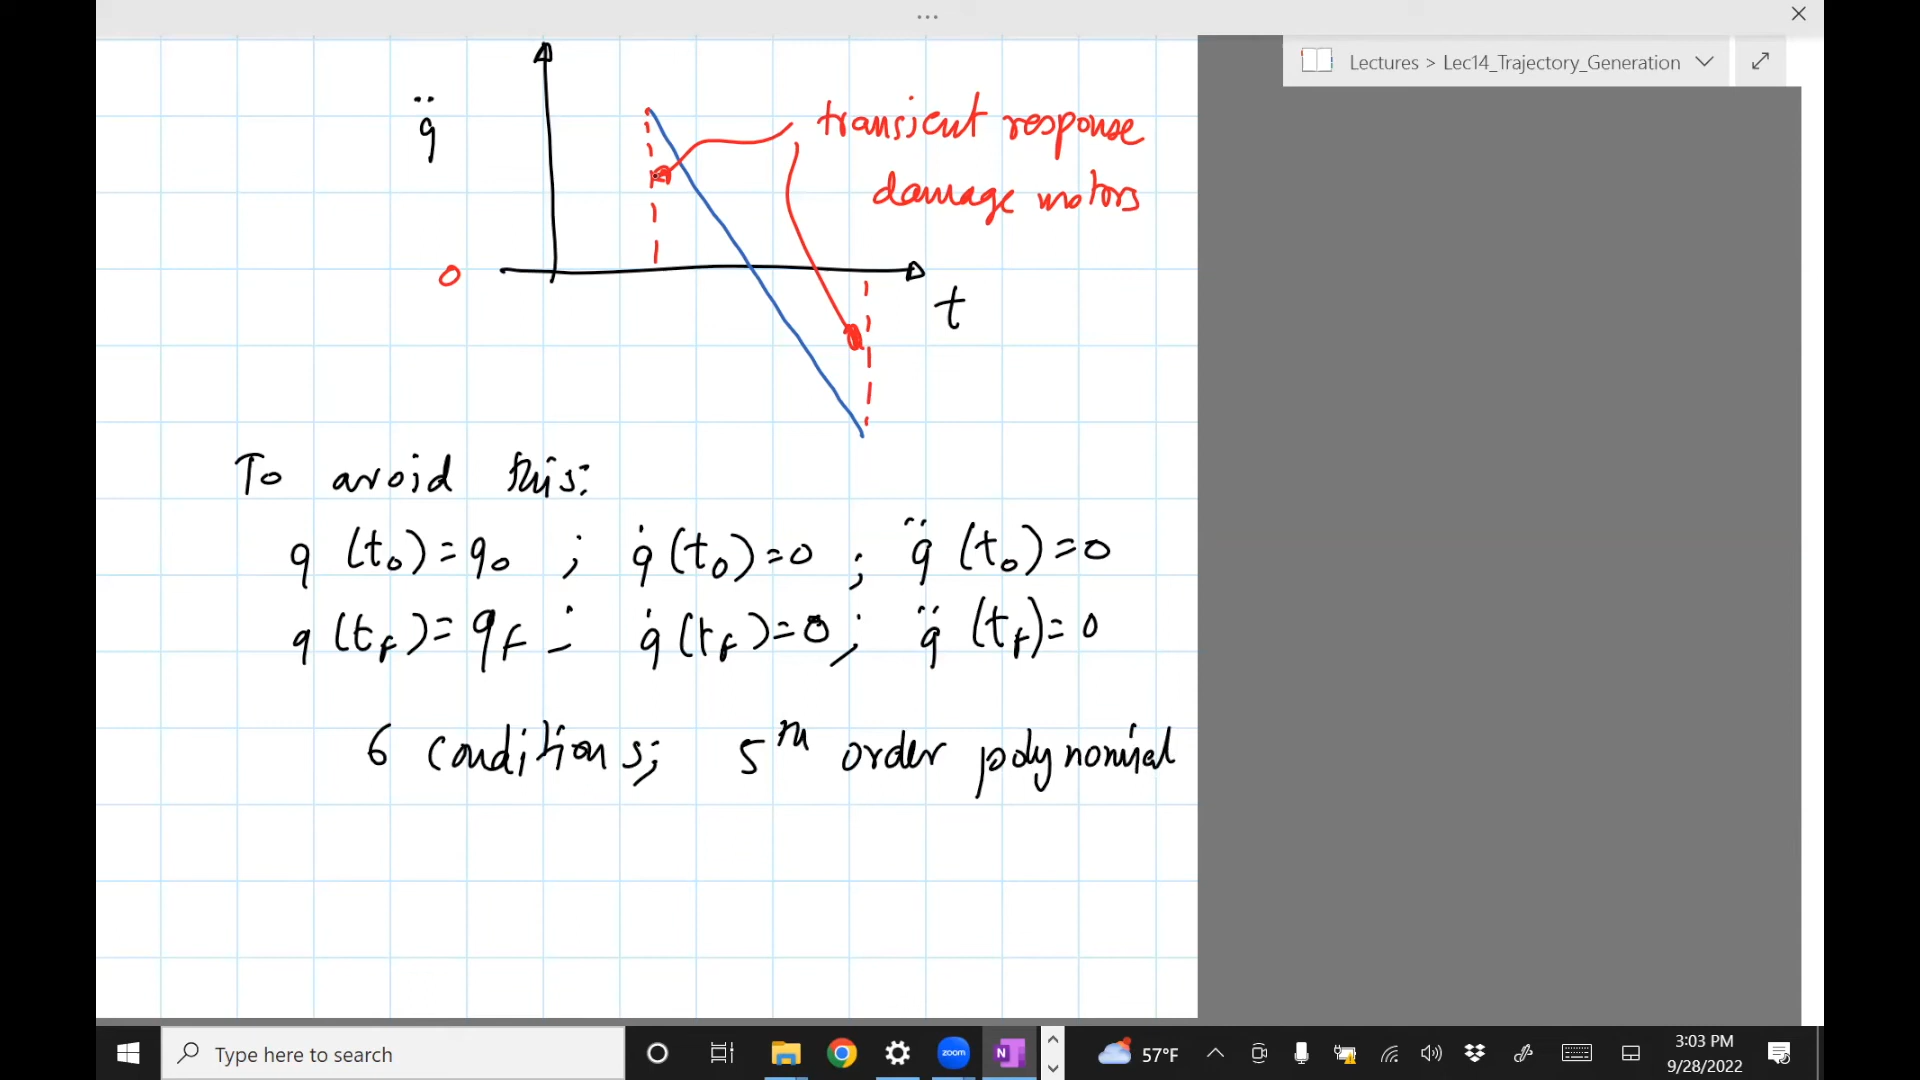 Lectures > Lec14_Trajectory_Generation
q̈
transient response
damage motors
0
t
To avoid this:
q (t₀) = q₀ ; q̇ (t₀) = 0 ; q̈ (t₀) = 0
q (t_f) = q_f ; q̇ (t_f) = 0 ; q̈ (t_f) = 0
6 conditions; 5th order polynomial
Type here to search
zoom
N
57°F
3:03 PM
9/28/2022